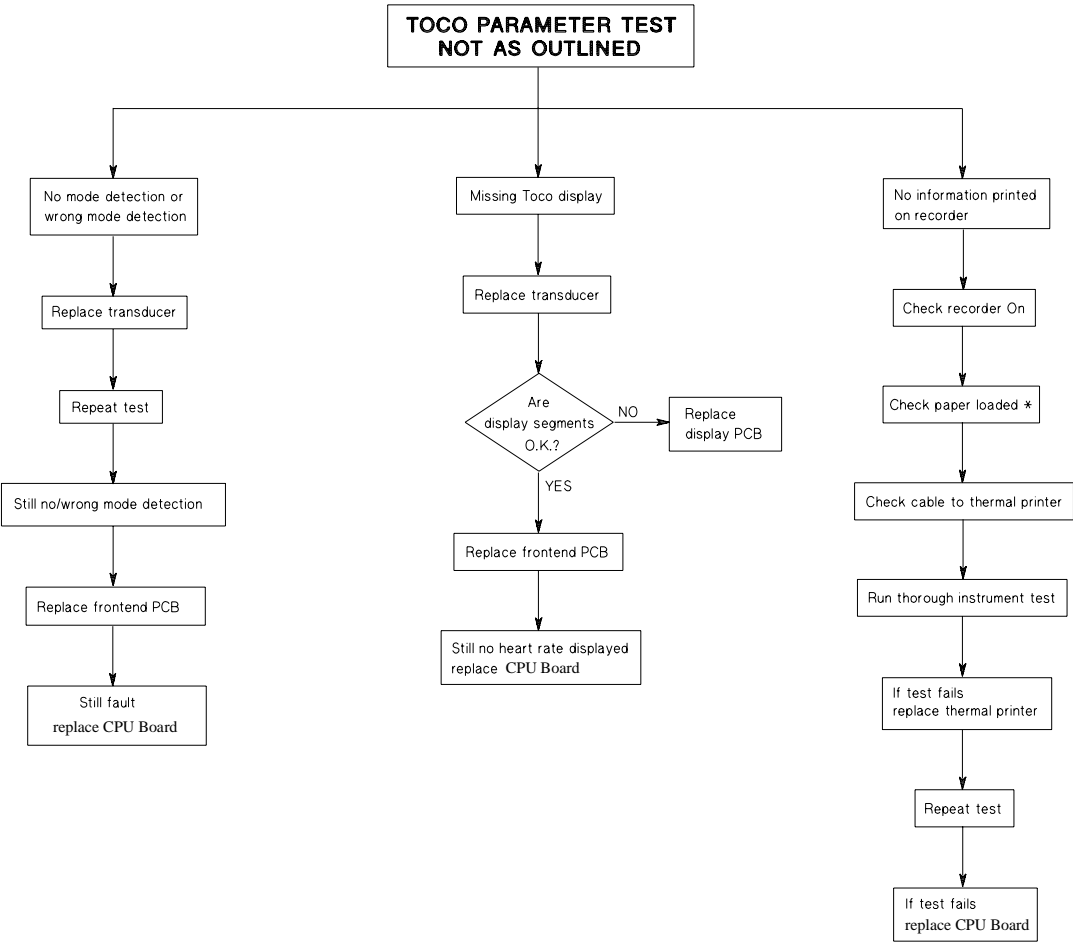 TOCO PARAMETER TEST
NOT AS OUTLINED
No mode detection or
wrong mode detection
Replace transducer
Repeat test
Still no/wrong mode detection
Replace frontend PCB
Still fault
replace CPU Board
Missing Toco display
Replace transducer
Are
display segments
O.K.?
NO
Replace
display PCB
YES
Replace frontend PCB
Still no heart rate displayed
replace CPU Board
No information printed
on recorder
Check recorder On
Check paper loaded *
Check cable to thermal printer
Run thorough instrument test
If test fails
replace thermal printer
Repeat test
If test fails
replace CPU Board